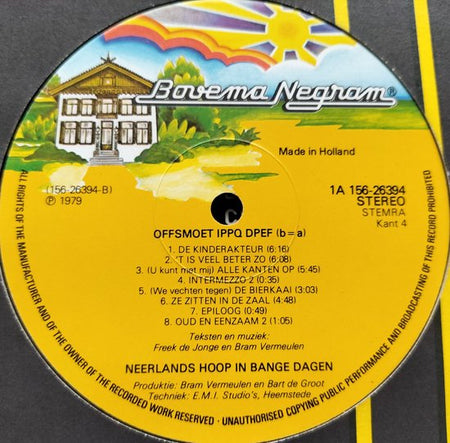 Bovema Negram®
Made in Holland
(156-26394-B)
℗ 1979
1A 156-26394
STEREO
STEMRA
Kant 4
OFFSMOET IPPQ DPEF (b=a)
1. DE KINDERAKTEUR (6:16)
2. 'T IS VEEL BETER ZO (6:08)
3. (U kunt niet mij) ALLE KANTEN OP (5:45)
4. INTERMEZZO 2 (0.35)
5. (We vechten tegen) DE BIERKAAI (3:03)
6. ZE ZITTEN IN DE ZAAL (4:48)
7. EPILOOG (0:49)
8. OUD EN EENZAAM 2 (1:05)
Teksten en muziek:
Freek de Jonge en Bram Vermeulen
NEERLANDS HOOP IN BANGE DAGEN
Produktie: Bram Vermeulen en Bart de Groot
Techniek: E.M.I. Studio's, Heemstede
ALL RIGHTS OF THE MANUFACTURER AND OF THE OWNER OF THE RECORDED WORK RESERVED · UNAUTHORISED COPYING PUBLIC PERFORMANCE AND BROADCASTING OF THIS RECORD PROHIBITED